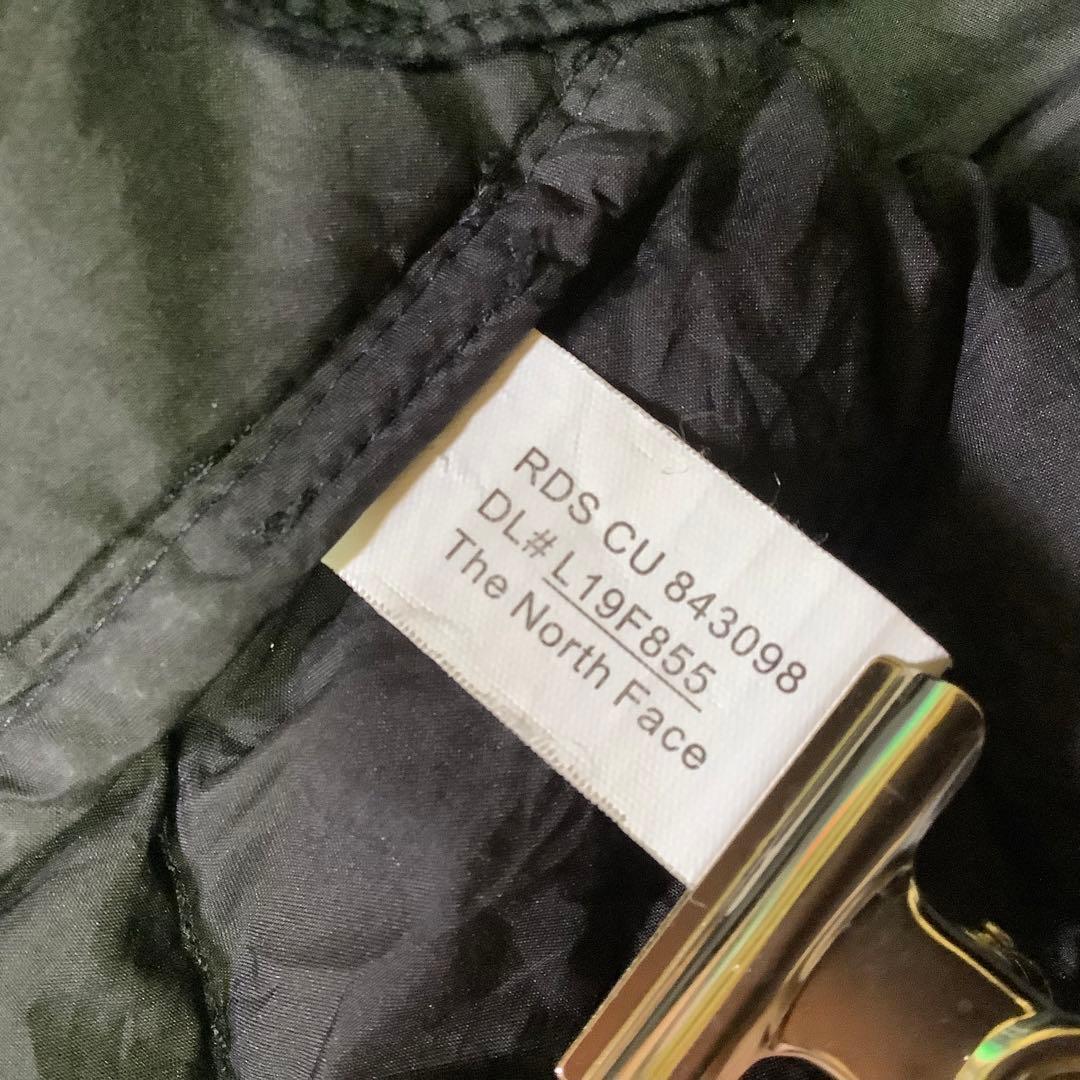 RDS CU 843098
DL# L19F855
The North Face